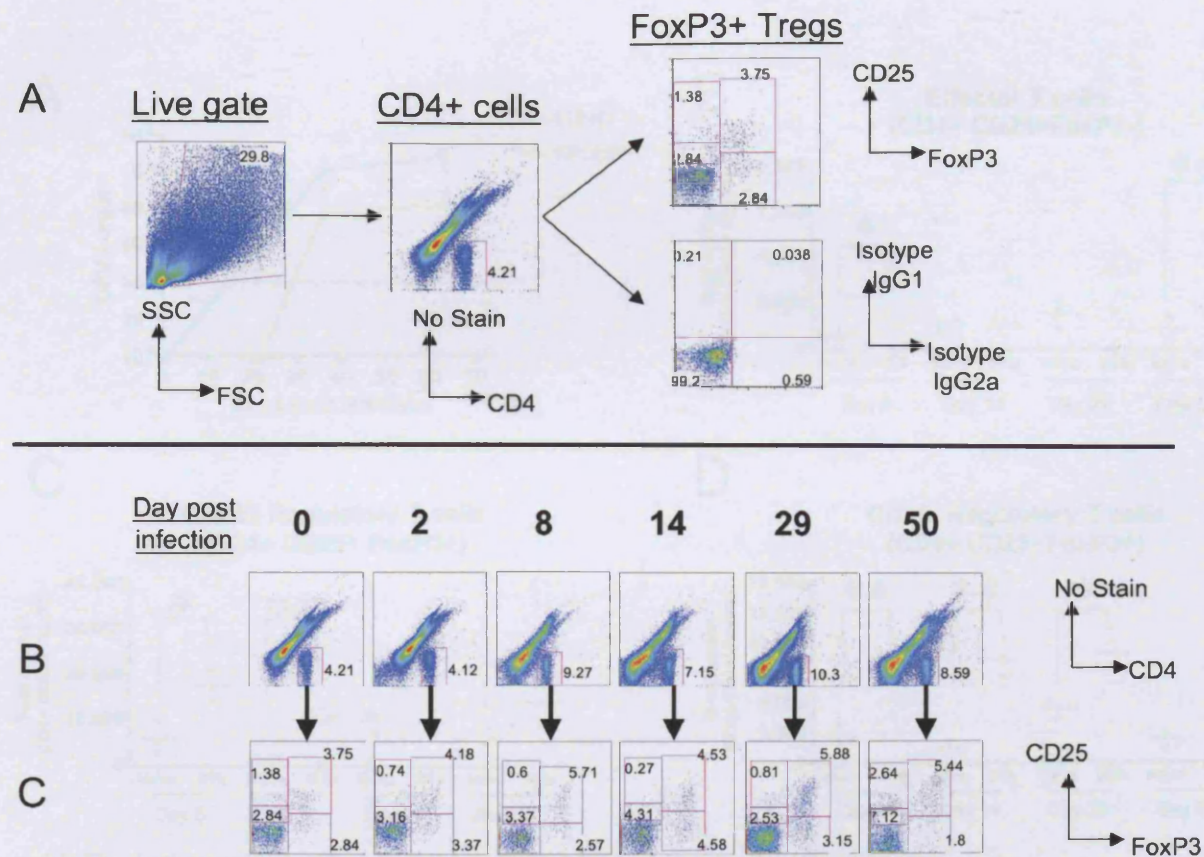 FoxP3+ Tregs
A
Live gate
CD4+ cells
29.8
SSC
FSC
4.21
No Stain
CD4
3.75
1.38
2.84
2.84
CD25
FoxP3
0.21
0.038
99.2
0.59
Isotype
IgG1
Isotype
IgG2a
Day post
infection
0
2
8
14
29
50
B
4.21
4.12
9.27
7.15
10.3
8.59
No Stain
CD4
C
3.75
1.38
2.84
2.84
4.18
0.74
3.16
3.37
0.6
5.71
3.37
2.57
4.53
0.27
4.31
4.58
5.88
0.81
2.53
3.15
2.64
5.44
7.12
1.8
CD25
FoxP3